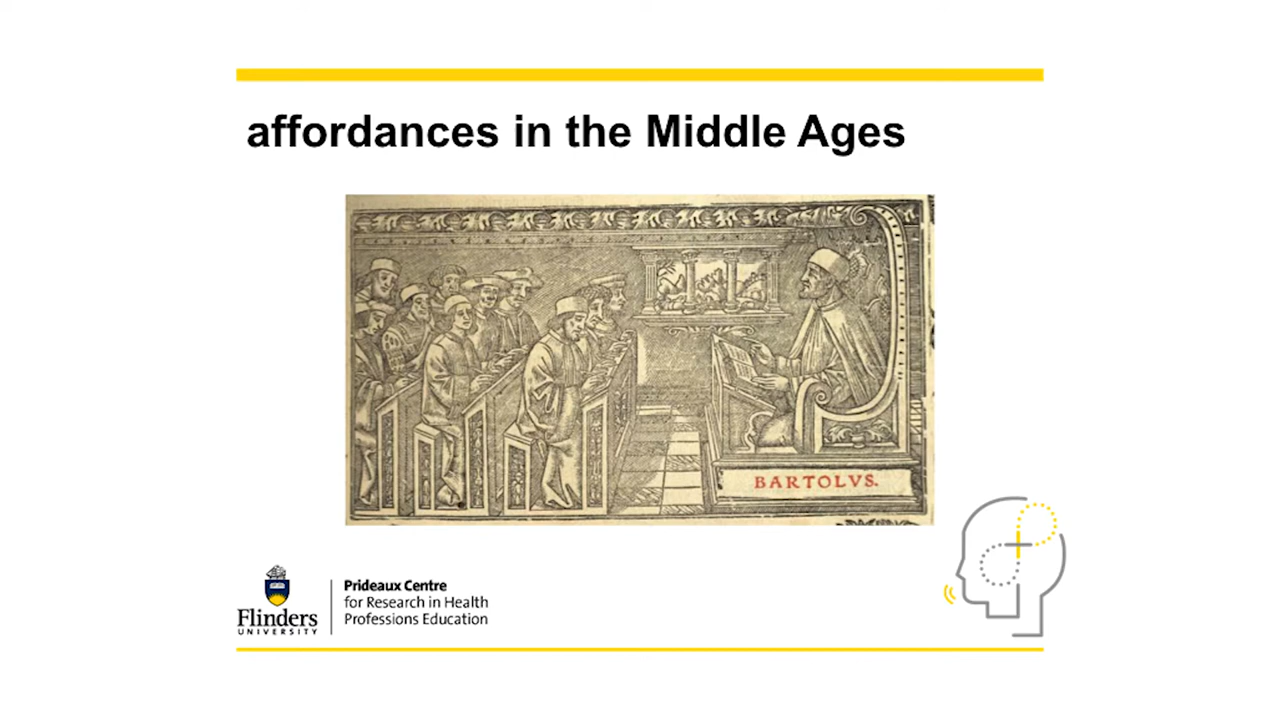 affordances in the Middle Ages
BARTOLVS.
Flinders
UNIVERSITY
Prideaux Centre
for Research in Health
Professions Education